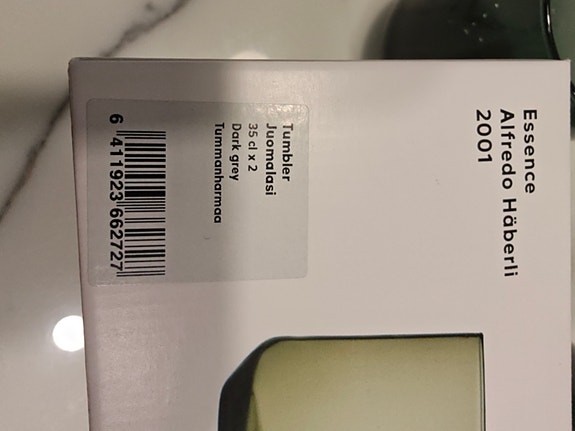 Essence
Alfredo Häberli
2001
Tumbler
Juomalasi
35 cl x 2
Dark grey
Tummanharmaa
6 411923 662727